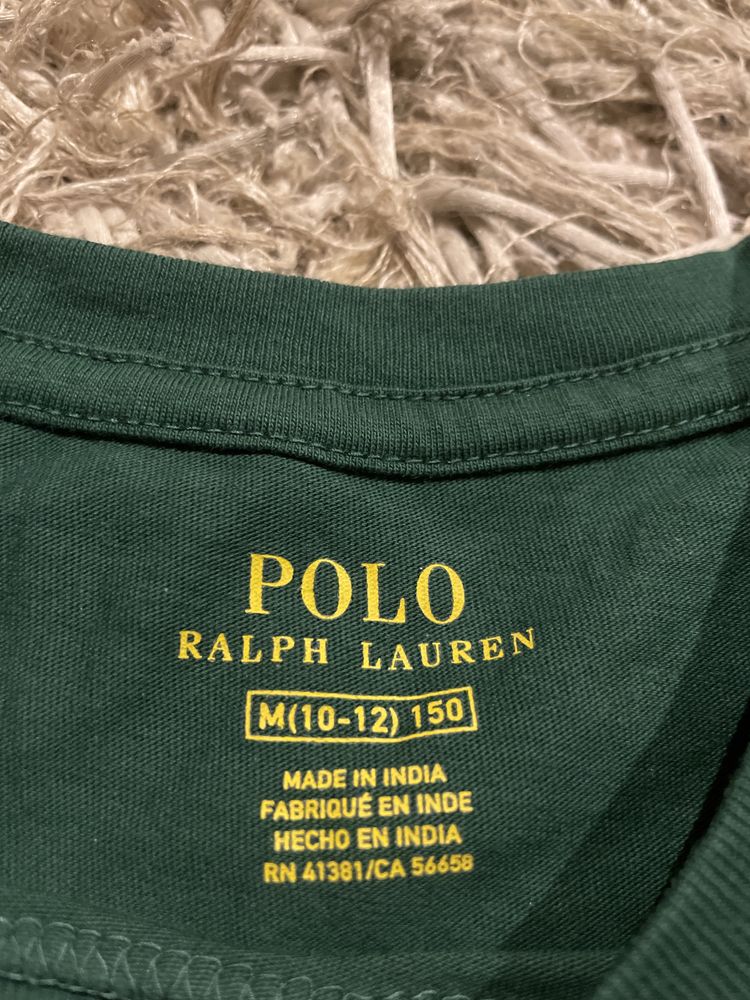 POLO
RALPH LAUREN
M(10-12) 150
MADE IN INDIA
FABRIQUÉ EN INDE
HECHO EN INDIA
RN 41381/CA 56658